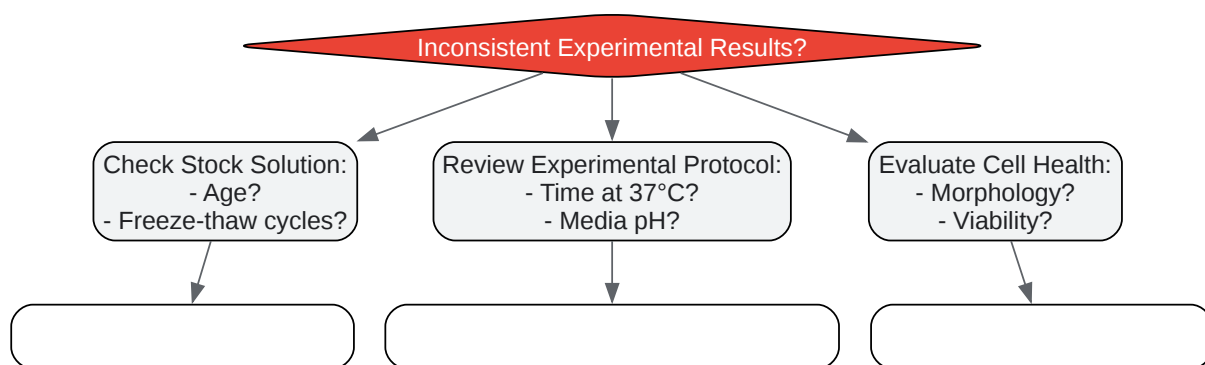 Inconsistent Experimental Results?
Check Stock Solution:
- Age?
- Freeze-thaw cycles?
Review Experimental Protocol:
- Time at 37°C?
- Media pH?
Evaluate Cell Health:
- Morphology?
- Viability?